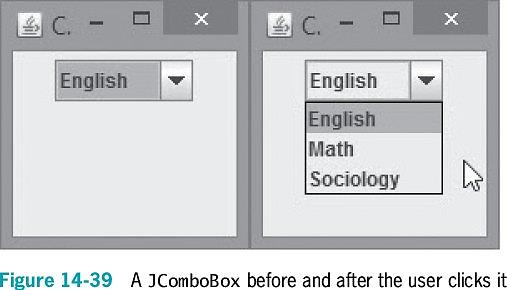 C.
English
C.
English
English
Math
Sociology
Figure 14-39 A JComboBox before and after the user clicks it